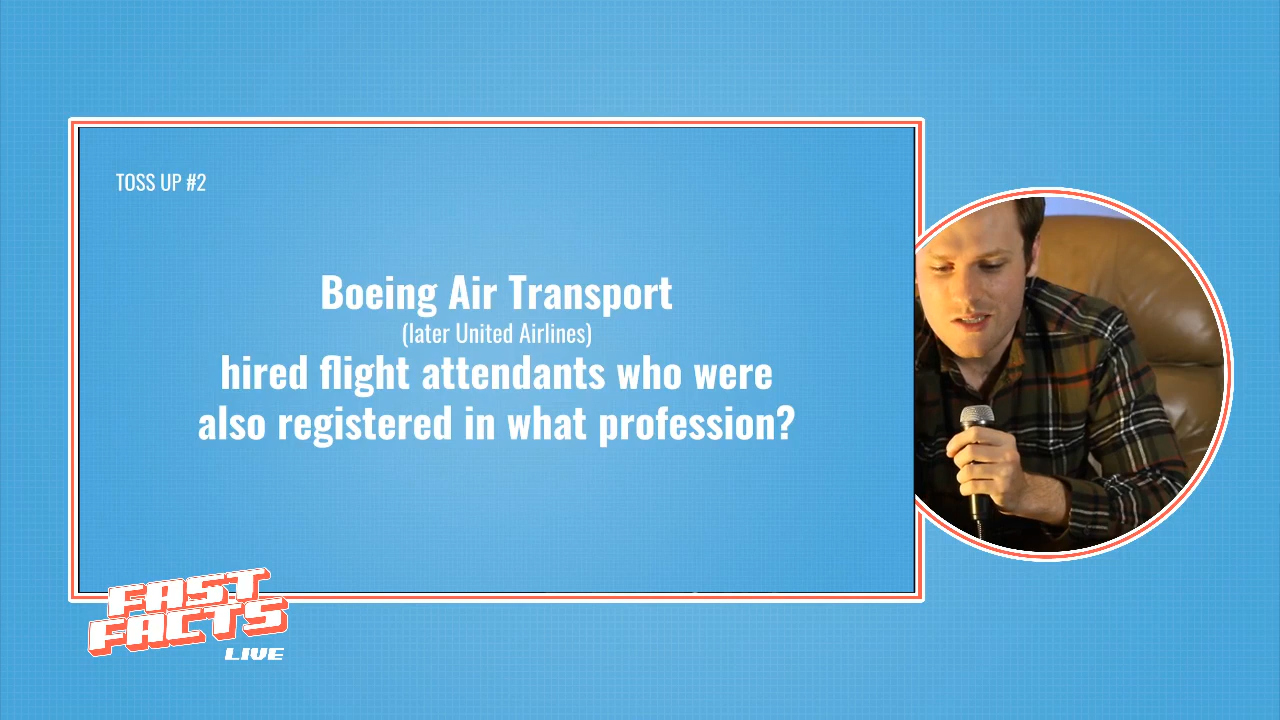 TOSS UP #2
Boeing Air Transport
(later United Airlines)
hired flight attendants who were
also registered in what profession?
FAST
FACTS
LIVE